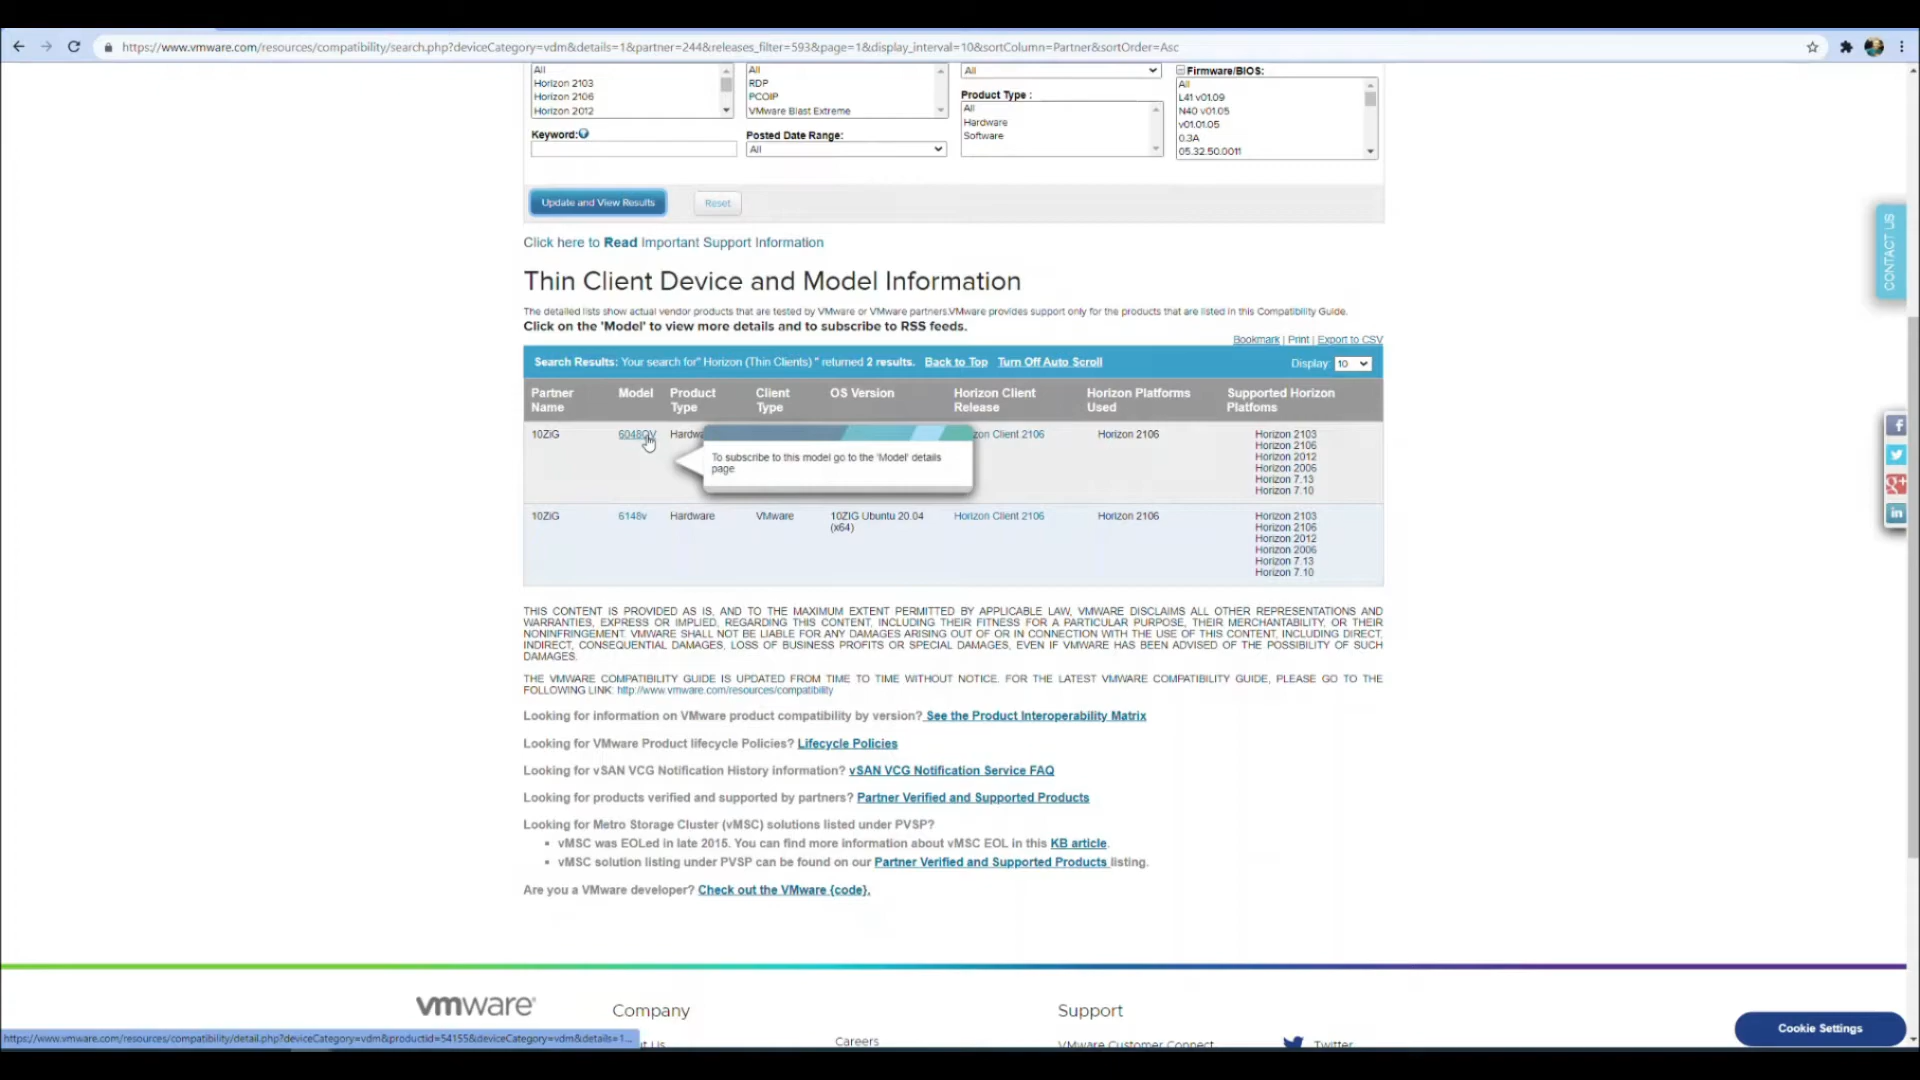 https://www.vmware.com/resources/compatibility/search.php?deviceCategory=vdm&details=1&partner=244&releases_filter=593&page=1&display_interval=10&sortColumn=Partner&sortOrder=Asc
All
Horizon 2103
Horizon 2106
Horizon 2012
All
RDP
PCOIP
VMware Blast Extreme
All
Product Type :
All
Hardware
Software
Firmware/BIOS:
All
L41 v01.09
N40 v01.05
v01.01.05
0.3A
05.32.50.0011
Keyword:
Posted Date Range:
All
Update and View Results
Reset
Click here to Read Important Support Information
Thin Client Device and Model Information
The detailed lists show actual vendor products that are tested by VMware or VMware partners.VMware provides support only for the products that are listed in this Compatibility Guide.
Click on the 'Model' to view more details and to subscribe to RSS feeds.
Bookmark | Print | Export to CSV
Search Results: Your search for" Horizon (Thin Clients) " returned 2 results. Back to Top Turn Off Auto Scroll
Display: 10
Partner Name
Model
Product Type
Client Type
OS Version
Horizon Client Release
Horizon Platforms Used
Supported Horizon Platfoms
10ZiG
6048QV
Hardw
zon Client 2106
Horizon 2106
Horizon 2103
Horizon 2106
Horizon 2012
Horizon 2006
Horizon 7.13
Horizon 7.10
To subscribe to this model go to the 'Model' details
page
10ZiG
6148v
Hardware
VMware
10ZiG Ubuntu 20.04
(x64)
Horizon Client 2106
Horizon 2106
Horizon 2103
Horizon 2106
Horizon 2012
Horizon 2006
Horizon 7.13
Horizon 7.10
THIS CONTENT IS PROVIDED AS IS, AND TO THE MAXIMUM EXTENT PERMITTED BY APPLICABLE LAW, VMWARE DISCLAIMS ALL OTHER REPRESENTATIONS AND
WARRANTIES, EXPRESS OR IMPLIED, REGARDING THIS CONTENT, INCLUDING THEIR FITNESS FOR A PARTICULAR PURPOSE, THEIR MERCHANTABILITY, OR THEIR
NONINFRINGEMENT. VMWARE SHALL NOT BE LIABLE FOR ANY DAMAGES ARISING OUT OF OR IN CONNECTION WITH THE USE OF THIS CONTENT, INCLUDING DIRECT,
INDIRECT, CONSEQUENTIAL DAMAGES, LOSS OF BUSINESS PROFITS OR SPECIAL DAMAGES, EVEN IF VMWARE HAS BEEN ADVISED OF THE POSSIBILITY OF SUCH
DAMAGES.
THE VMWARE COMPATIBILITY GUIDE IS UPDATED FROM TIME TO TIME WITHOUT NOTICE. FOR THE LATEST VMWARE COMPATIBILITY GUIDE, PLEASE GO TO THE
FOLLOWING LINK: http://www.vmware.com/resources/compatibility
Looking for information on VMware product compatibility by version? See the Product Interoperability Matrix
Looking for VMware Product lifecycle Policies? Lifecycle Policies
Looking for vSAN VCG Notification History information? vSAN VCG Notification Service FAQ
Looking for products verified and supported by partners? Partner Verified and Supported Products
Looking for Metro Storage Cluster (vMSC) solutions listed under PVSP?
vMSC was EOLed in late 2015. You can find more information about vMSC EOL in this KB article.
vMSC solution listing under PVSP can be found on our Partner Verified and Supported Products listing.
Are you a VMware developer? Check out the VMware {code}.
CONTACT US
vmware
Company
Support
Careers
VMware Customer Connect
Twitter
Cookie Settings
https://www.vmware.com/resources/compatibility/detail.php?deviceCategory=vdm&productid=54155&deviceCategory=vdm&details=1...